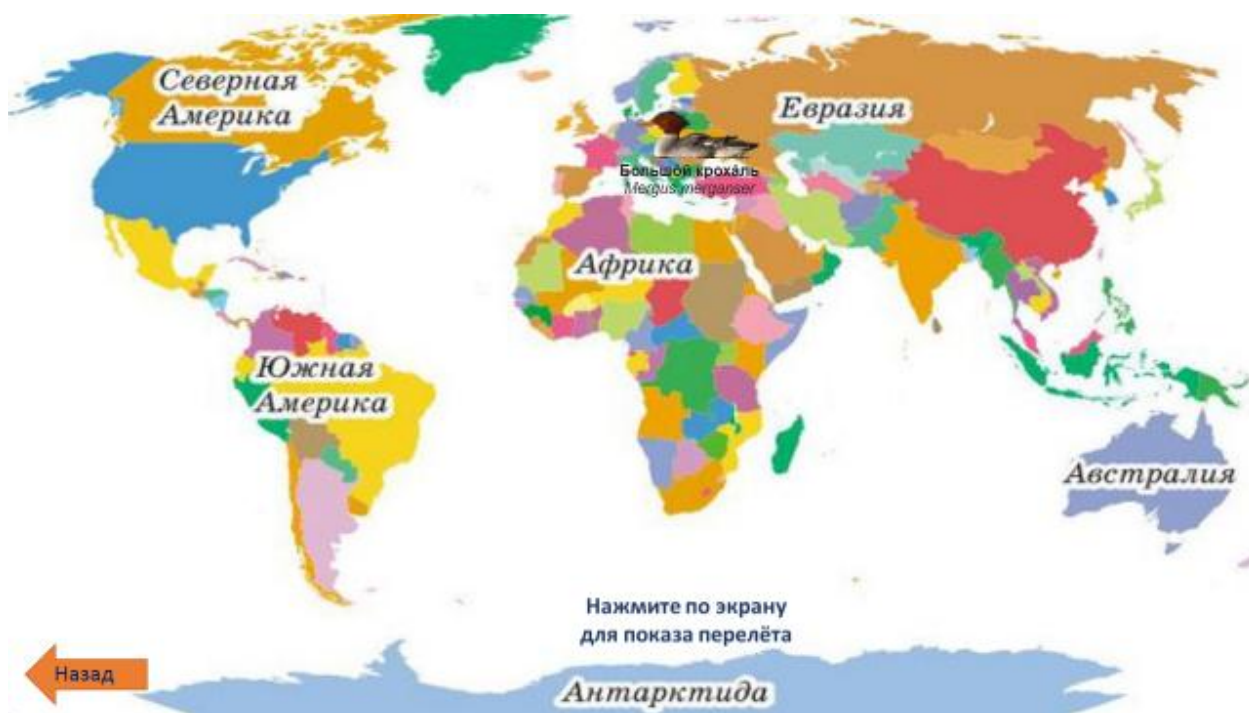 Северная
Америка
Евразия
Большой крохаль
Mergus merganser
Африка
Южная
Америка
Австралия
Нажмите по экрану
для показа перелёта
Назад
Антарктида